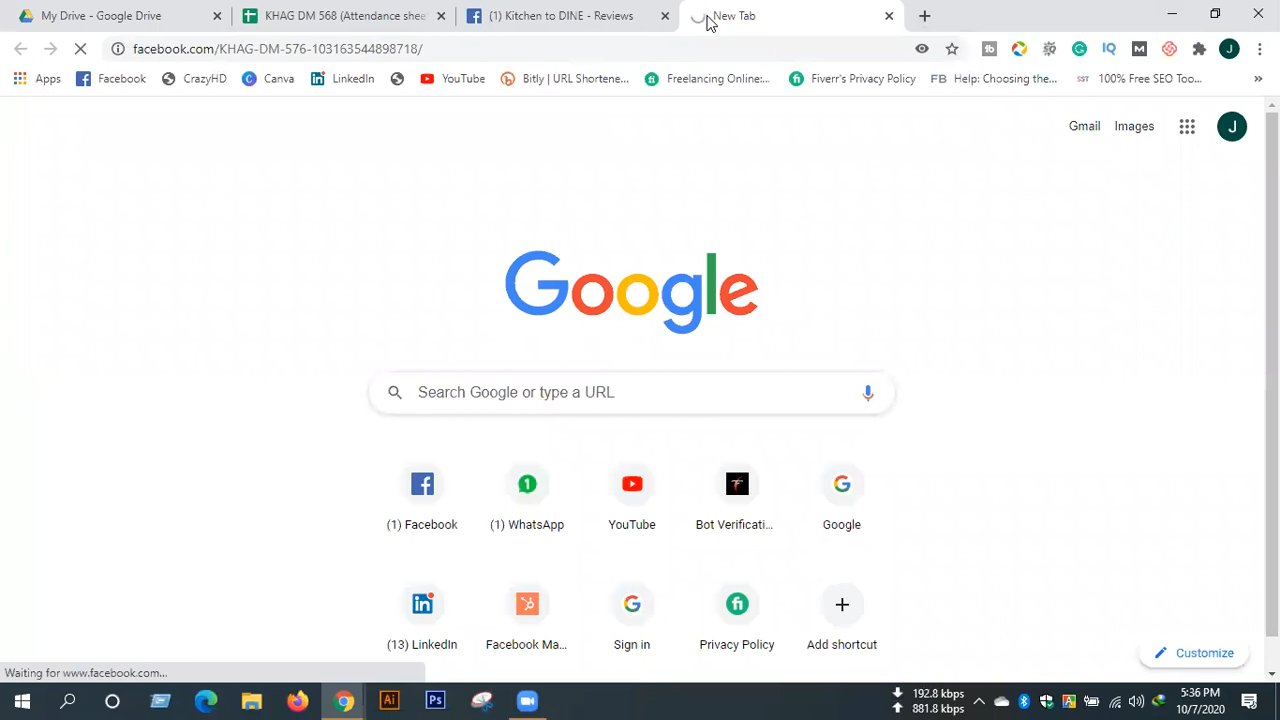 My Drive - Google Drive
KHAG DM 568 (Attendance shee
(1) Kitchen to DINE - Reviews
New Tab
facebook.com/KHAG-DM-576-103163544898718/
Apps
Facebook
CrazyHD
Canva
LinkedIn
YouTube
Bitly | URL Shortene...
Freelancing Online:...
Fiverr's Privacy Policy
FB Help: Choosing the...
SST 100% Free SEO Too...
Gmail
Images
J
Google
Search Google or type a URL
(1) Facebook
(1) WhatsApp
YouTube
Bot Verificati...
Google
(13) LinkedIn
Facebook Ma...
Sign in
Privacy Policy
Add shortcut
Customize
Waiting for www.facebook.com...
192.8 kbps
881.8 kbps
5:36 PM
10/7/2020